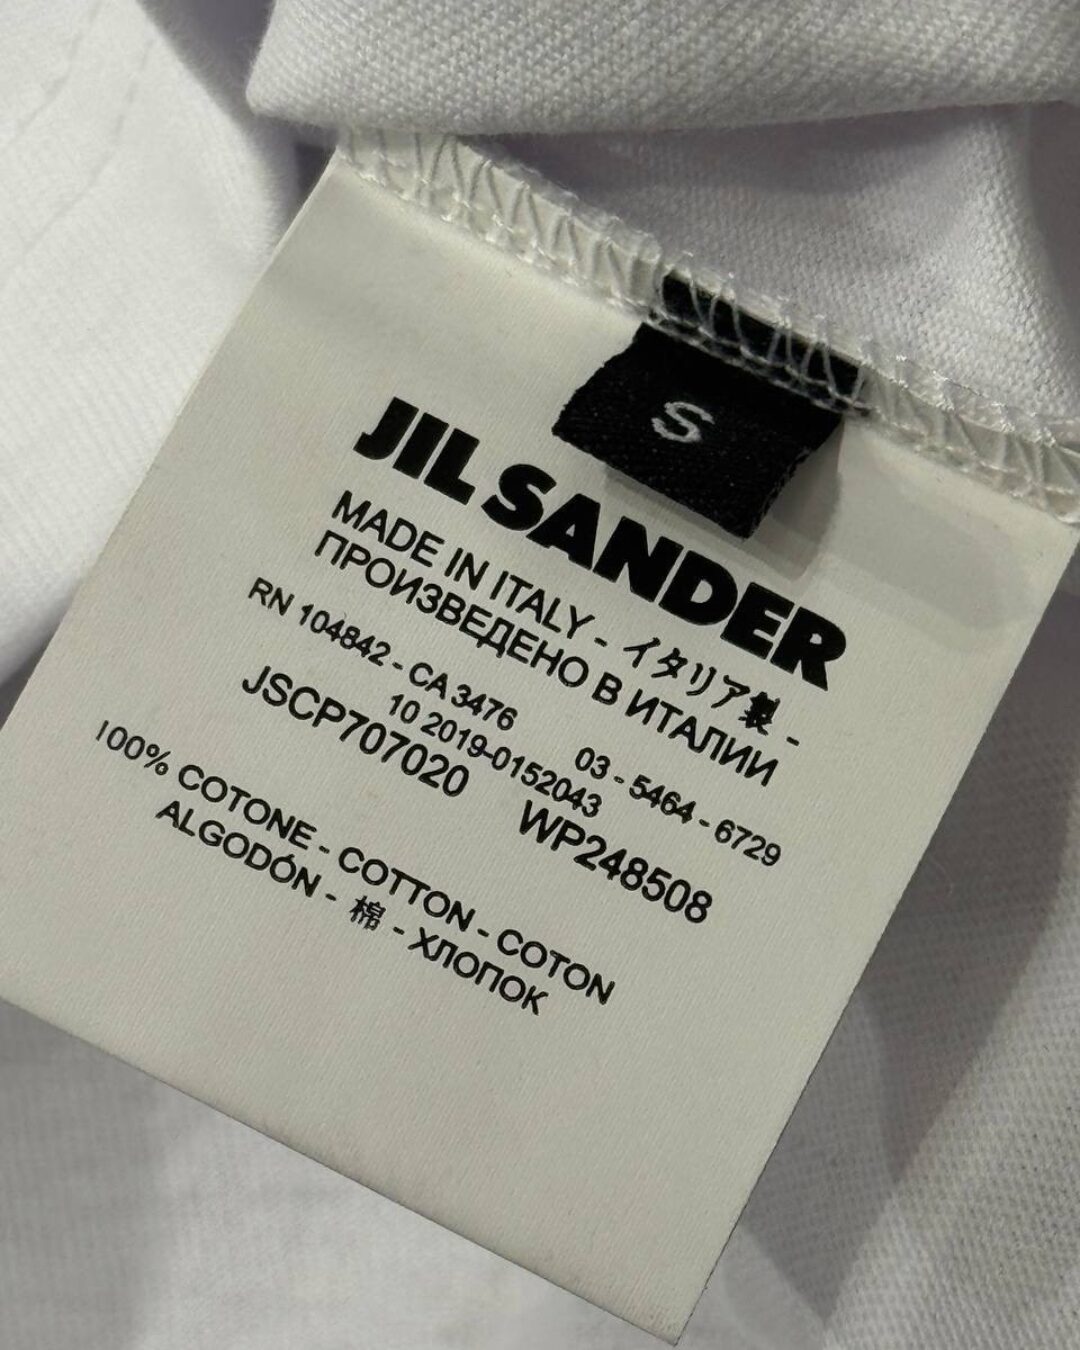 S
JIL SANDER
MADE IN ITALY - イタリア製 -
ПРОИЗВЕДЕНО В ИТАЛИИ
RN 104842 - CA 3476 03 - 5464 - 6729
10 2019-0152043
JSCP707020 WP248508
100% COTONE - COTTON - COTON
ALGODÓN - 棉 - ХЛОПОК